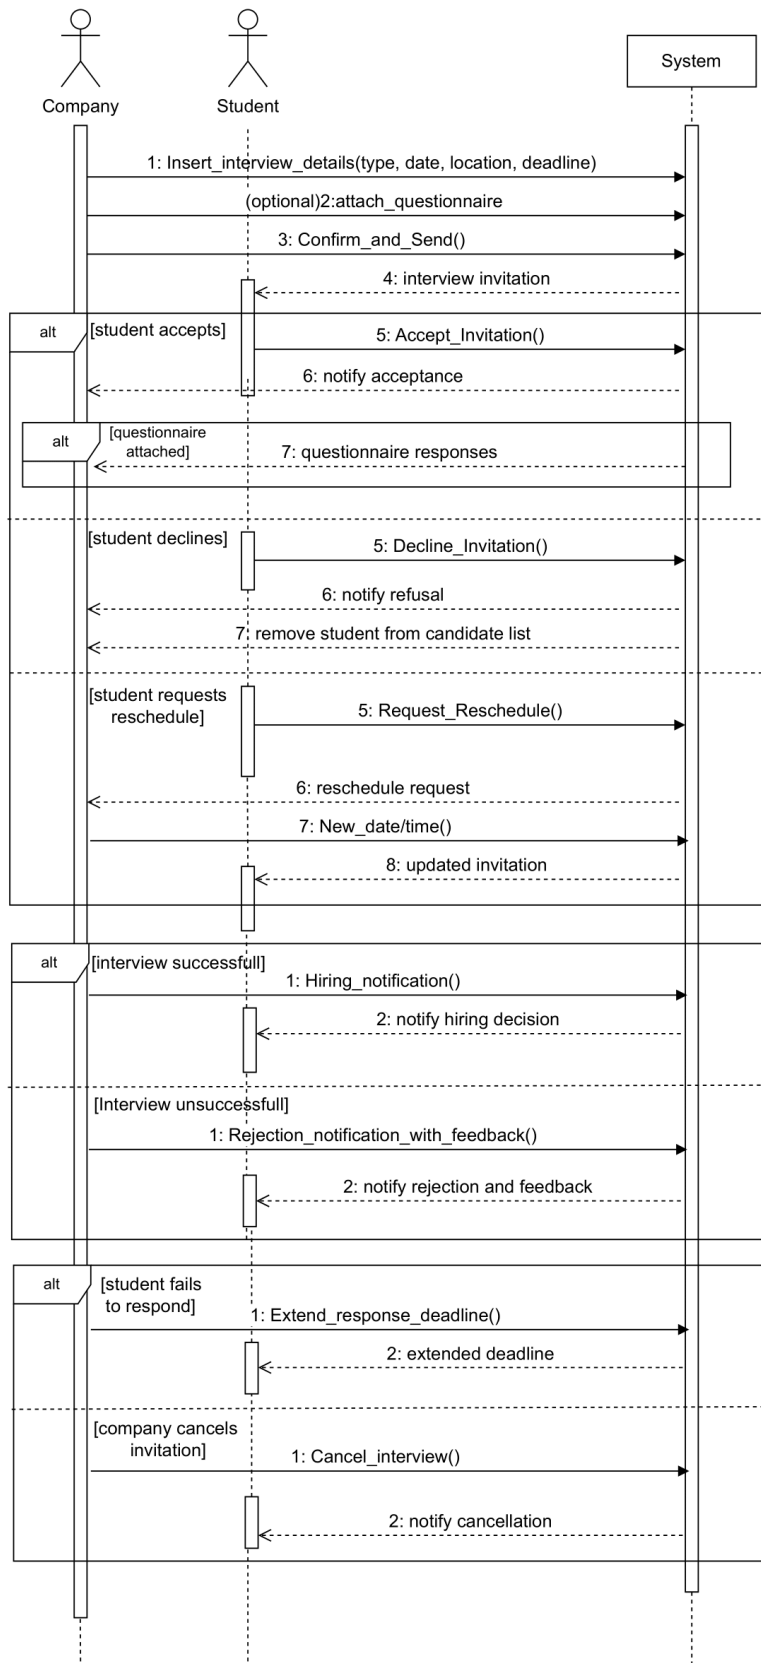 Company
Student
System
1: Insert_interview_details(type, date, location, deadline)
(optional)2:attach_questionnaire
3: Confirm_and_Send()
4: interview invitation
alt
[student accepts]
5: Accept_Invitation()
6: notify acceptance
alt
[questionnaire
attached]
7: questionnaire responses
[student declines]
5: Decline_Invitation()
6: notify refusal
7: remove student from candidate list
[student requests
reschedule]
5: Request_Reschedule()
6: reschedule request
7: New_date/time()
8: updated invitation
alt
[interview successfull]
1: Hiring_notification()
2: notify hiring decision
[Interview unsuccessfull]
1: Rejection_notification_with_feedback()
2: notify rejection and feedback
alt
[student fails
to respond]
1: Extend_response_deadline()
2: extended deadline
[company cancels
invitation]
1: Cancel_interview()
2: notify cancellation